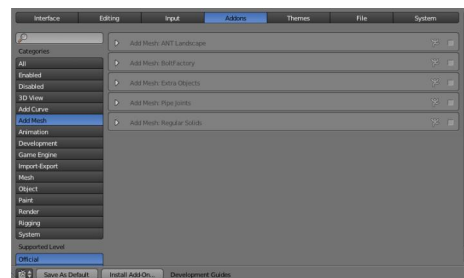 Interface Editing Input Addons Themes File System
Categories
All
Enabled
Disabled
3D View
Add Curve
Add Mesh
Animation
Development
Game Engine
Import-Export
Mesh
Object
Paint
Render
Rigging
System
Supported Level
Official
Add Mesh: ANT Landscape
Add Mesh: BoltFactory
Add Mesh: Extra Objects
Add Mesh: Pipe Joints
Add Mesh: Regular Solids
Save As Default Install Add-On... Development Guides